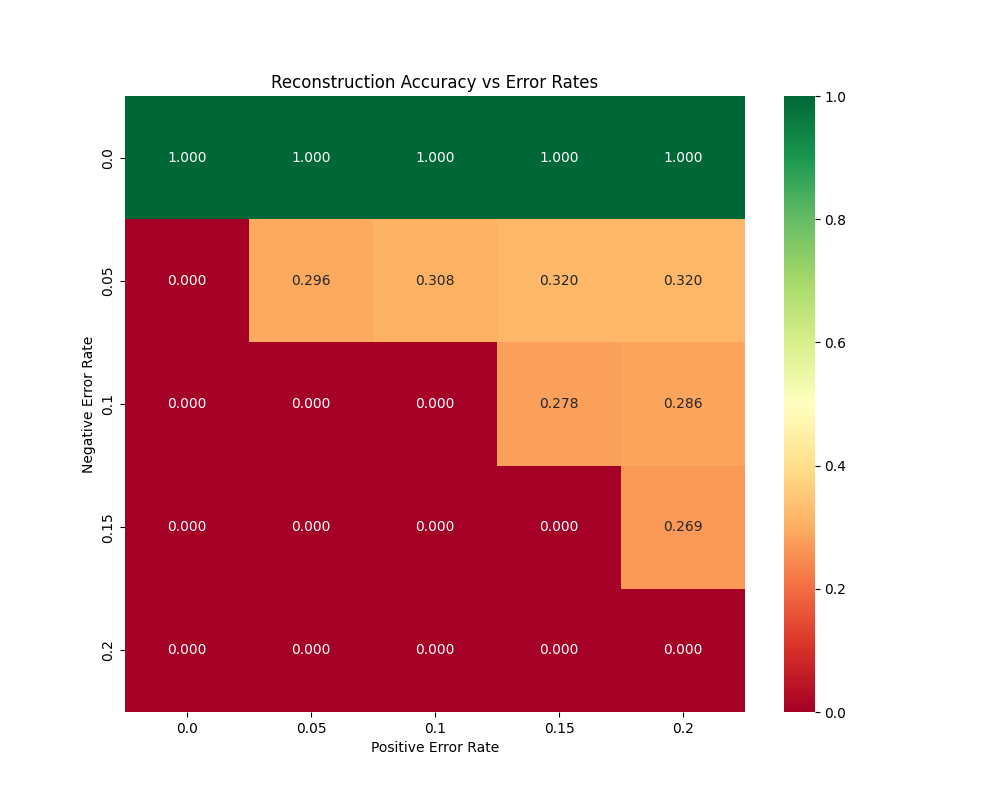 Reconstruction Accuracy vs Error Rates
0.0 1.000 1.000 1.000 1.000 1.000
0.05 0.000 0.296 0.308 0.320 0.320
0.1 0.000 0.000 0.000 0.278 0.286
0.15 0.000 0.000 0.000 0.000 0.269
0.2 0.000 0.000 0.000 0.000 0.000
0.0 0.05 0.1 0.15 0.2
Positive Error Rate
Negative Error Rate
1.0
0.8
0.6
0.4
0.2
0.0